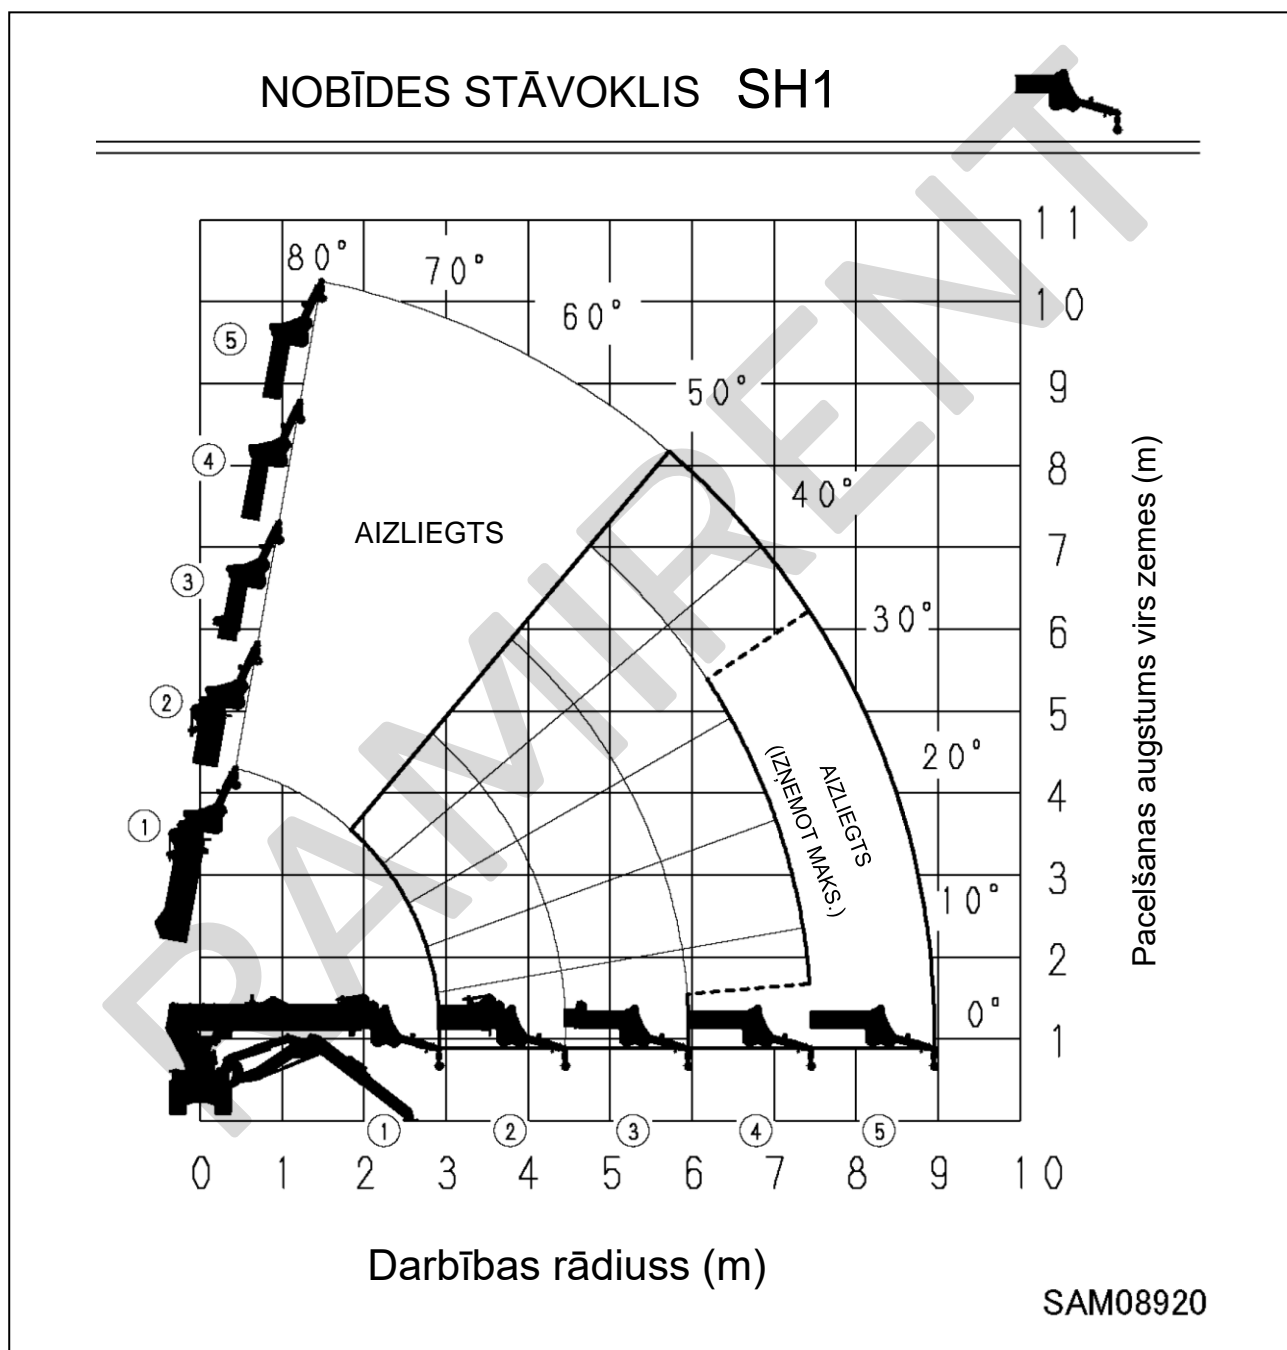 NOBĪDES STĀVOKLIS SH1
11
80°
70°
10
60°
⑤
9
50°
④
8
40°
AIZLIEGTS
7
③
30°
6
②
5
20°
AIZLIEGTS
(IZŅEMOT MAKS.)
4
①
3
10°
2
0°
1
Pacelšanas augstums virs zemes (m)
① ② ③ ④ ⑤
0 1 2 3 4 5 6 7 8 9 10
Darbības rādiuss (m)
SAM08920
RAMIRENT